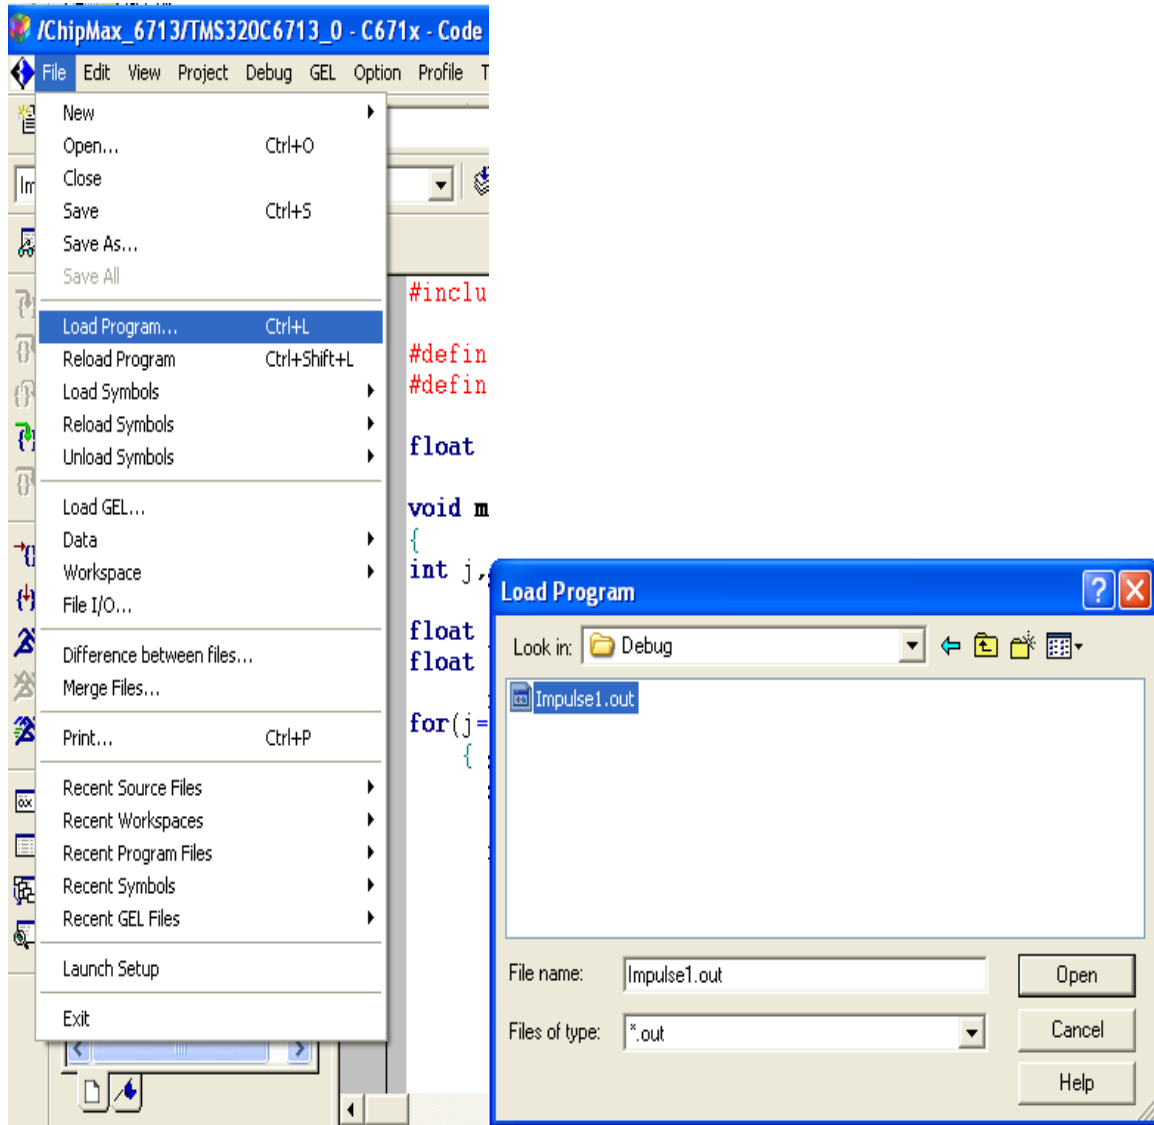 /ChipMax_6713/TMS320C6713_0 - C671x - Code
File Edit View Project Debug GEL Option Profile T
New
Open... Ctrl+O
Close
Save Ctrl+S
Save As...
Save All
Load Program... Ctrl+L
Reload Program Ctrl+Shift+L
Load Symbols
Reload Symbols
Unload Symbols
Load GEL...
Data
Workspace
File I/O...
Difference between files...
Merge Files...
Print... Ctrl+P
Recent Source Files
Recent Workspaces
Recent Program Files
Recent Symbols
Recent GEL Files
Launch Setup
Exit
Im
#inclu
#defin
#defin
float
void m
{
int j,
float
float
for(j=
{
Load Program
Look in: Debug
Impulse1.out
File name: Impulse1.out Open
Files of type: *.out Cancel
Help